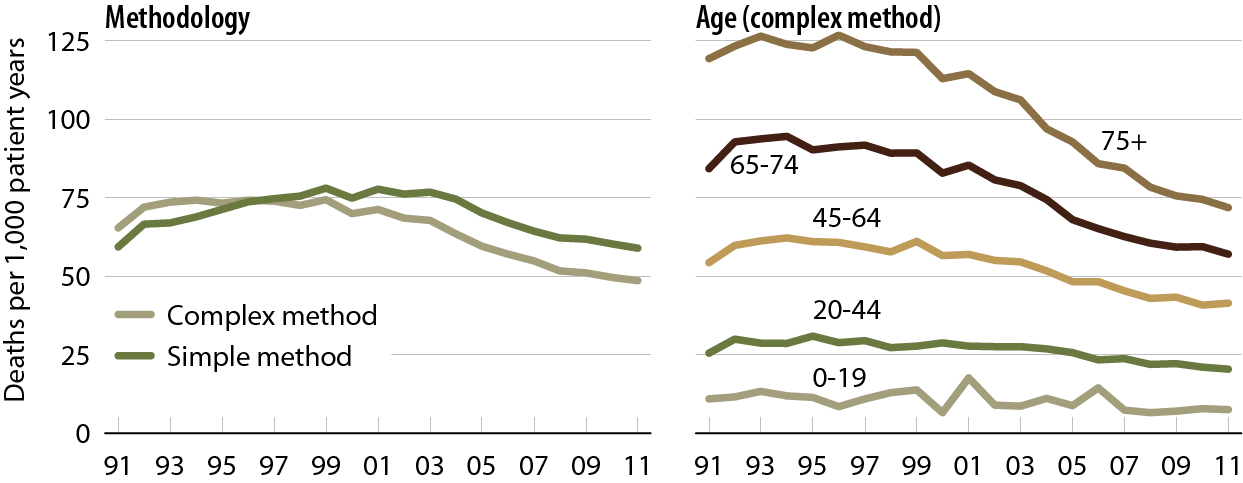 Methodology
Deaths per 1,000 patient years
125
100
75
50
25
0
Complex method
Simple method
91 93 95 97 99 01 03 05 07 09 11
Age (complex method)
75+
65-74
45-64
20-44
0-19
91 93 95 97 99 01 03 05 07 09 11